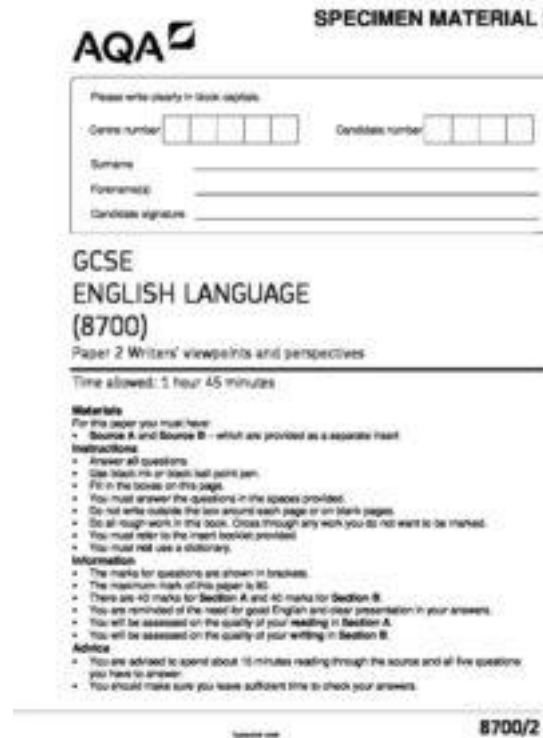 SPECIMEN MATERIAL
AQA
Please write clearly in block capitals.
Centre number
Candidate number
Surname
Forename(s)
Candidate signature
GCSE
ENGLISH LANGUAGE
(8700)
Paper 2 Writers' viewpoints and perspectives
Time allowed: 1 hour 45 minutes
Materials
For this paper you must have:
• Source A and Source B – which are provided as a separate insert.
Instructions
• Answer all questions.
• Use black ink or black ball point pen.
• Fill in the boxes on this page.
• You must answer the questions in the spaces provided.
• Do not write outside the box around each page or on blank pages.
• Do all rough work in this book. Cross through any work you do not want to be marked.
• You must refer to the insert booklet provided.
• You must not use a dictionary.
Information
• The marks for questions are shown in brackets.
• The maximum mark of this paper is 80.
• There are 40 marks for Section A and 40 marks for Section B.
• You are reminded of the need for good English and clear presentation in your answers.
• You will be assessed on the quality of your reading in Section A.
• You will be assessed on the quality of your writing in Section B.
Advice
• You are advised to spend about 15 minutes reading through the source and all five questions
you have to answer.
• You should make sure you leave sufficient time to check your answers.
8700/2